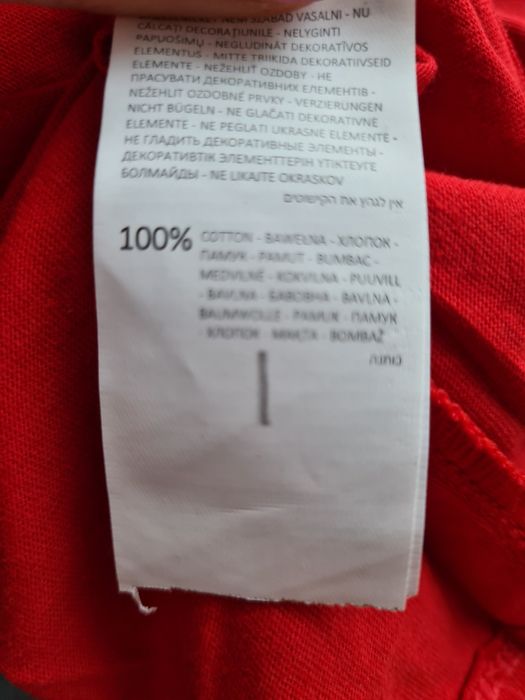 NEM SZABAD VASALNI - NU
CĂLCAȚI DECORAȚIUNILE - NELYGINTI
PAPUOŠIMŲ - NEGLUDINĀT DEKORATĪVOS
ELEMENTUS - MITTE TRIIKIDA DEKORATIIVSEID
ELEMENTE - NEŽEHLIŤ OZDOBY - НЕ
ПРАСУВАТИ ДЕКОРАТИВНИХ ЕЛЕМЕНТІВ -
NEŽEHLIT OZDOBNÉ PRVKY - VERZIERUNGEN
NICHT BÜGELN - NE GLAČATI DEKORATIVNE
ELEMENTE - NE PEGLATI UKRASNE ELEMENTE -
НЕ ГЛАДИТЬ ДЕКОРАТИВНЫЕ ЭЛЕМЕНТЫ -
ДЕКОРАТИВТІК ЭЛЕМЕНТТЕРІН ҮТІКТЕУГЕ
БОЛМАЙДЫ - NE LIKAJTE OKRASKOV
אין לגהץ את הקישוטים
100% COTTON - BAWEŁNA - ХЛОПОК -
ПАМУК - PAMUT - BUMBAC -
MEDVILNĖ - KOKVILNA - PUUVILL
- BAVLNA - БАВОВНА - BAVLNA -
BAUMWOLLE - PAMUK - ПАМУК
- ХЛОПОК - МАҚТА - BOMBAŽ
כותנה